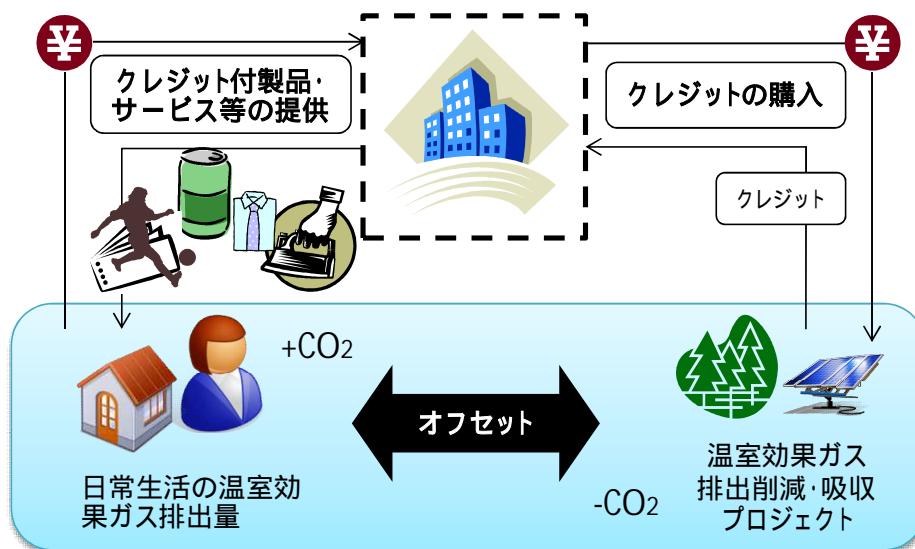 ¥
¥
クレジット付製品・
サービス等の提供
クレジットの購入
クレジット
+CO2
オフセット
日常生活の温室効
果ガス排出量
-CO2
温室効果ガス
排出削減・吸収
プロジェクト